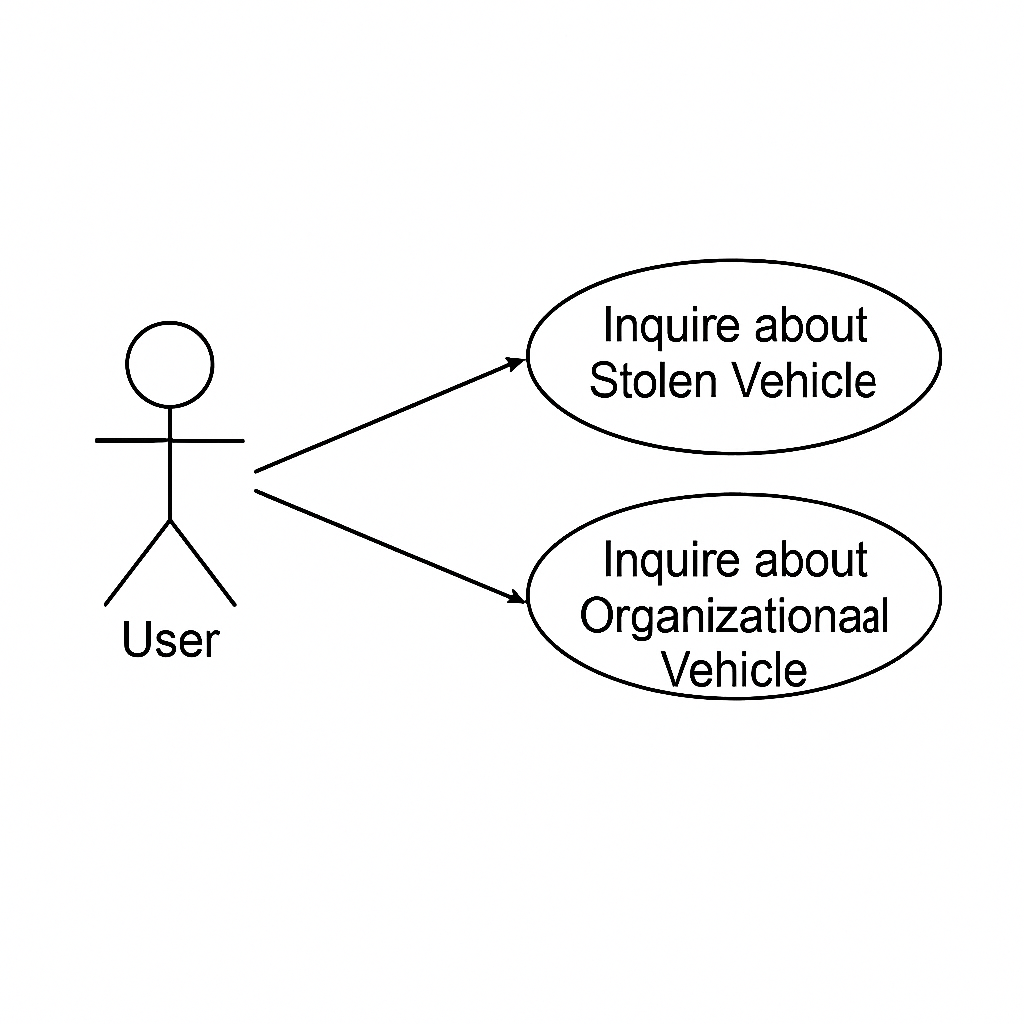 Inquire about
Stolen Vehicle
User
Inquire about
Organizationaal
Vehicle